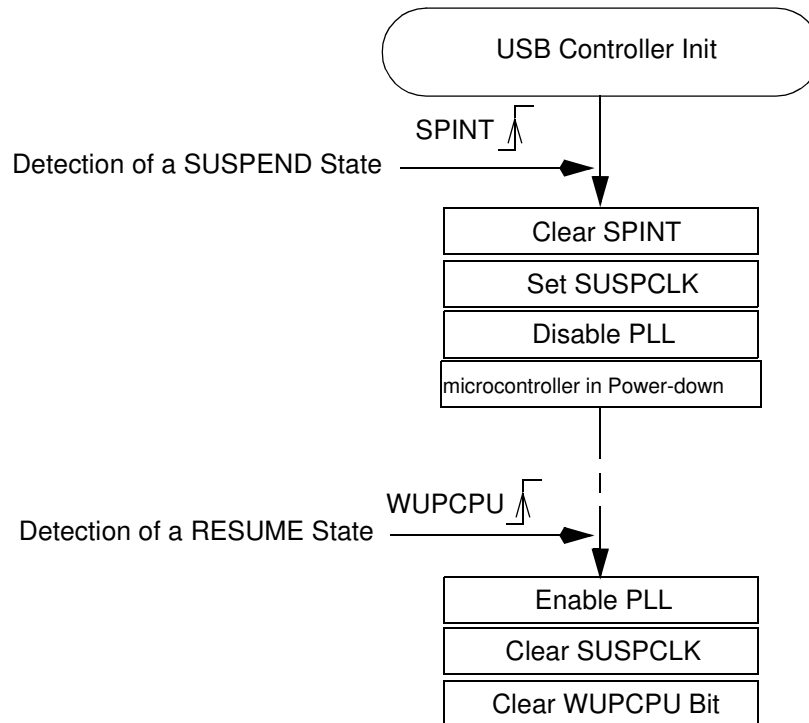 USB Controller Init
SPINT
Detection of a SUSPEND State
Clear SPINT
Set SUSPCLK
Disable PLL
microcontroller in Power-down
WUPCPU
Detection of a RESUME State
Enable PLL
Clear SUSPCLK
Clear WUPCPU Bit